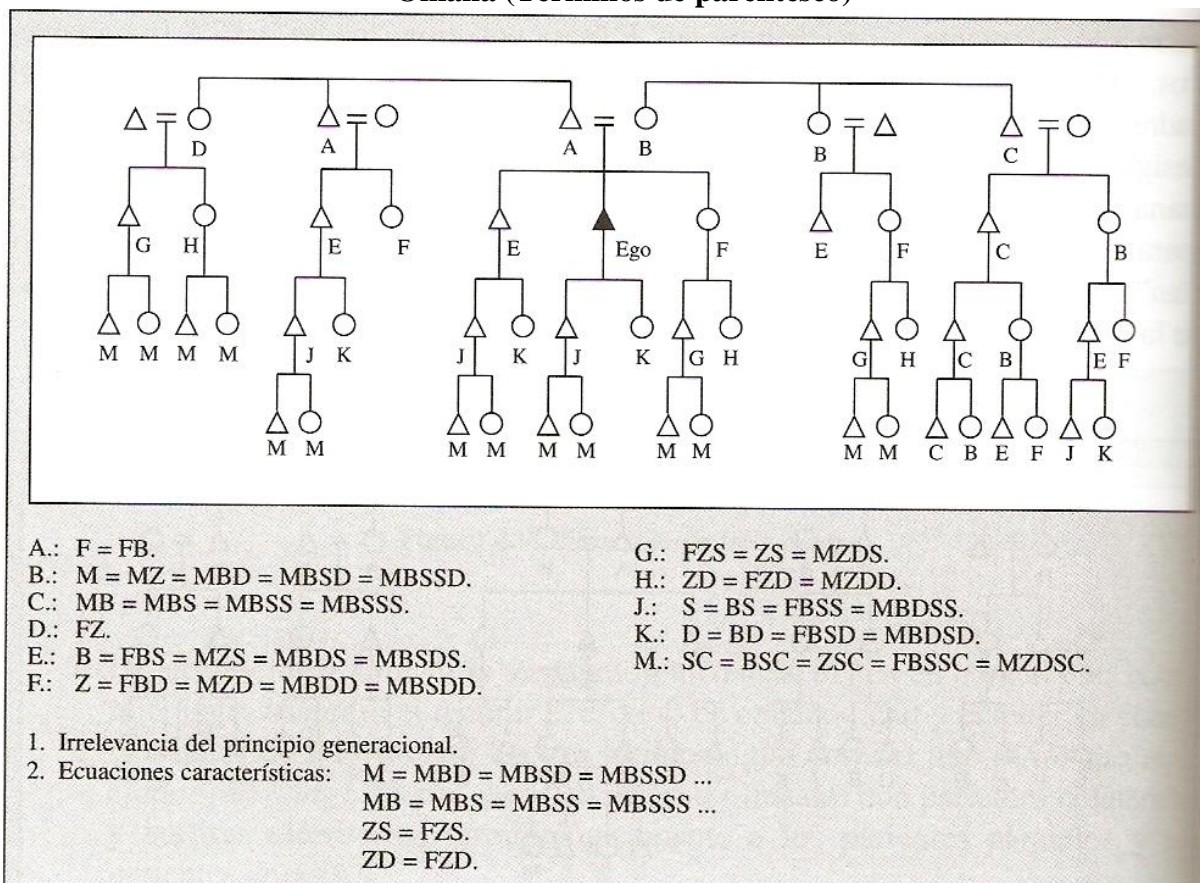 Omaha (Términos de parentesco)
D A A B B C
G H E F E Ego F E F C B
M M M M J K J K J K G H G H C B E F
M M M M M M M M M M C B E F J K
A.: F = FB.
B.: M = MZ = MBD = MBSD = MBSSD.
C.: MB = MBS = MBSS = MBSSS.
D.: FZ.
E.: B = FBS = MZS = MBDS = MBSDS.
F.: Z = FBD = MZD = MBDD = MBSDD.
G.: FZS = ZS = MZDS.
H.: ZD = FZD = MZDD.
J.: S = BS = FBSS = MBDSS.
K.: D = BD = FBSD = MBDSD.
M.: SC = BSC = ZSC = FBSSC = MZDSC.
1. Irrelevancia del principio generacional.
2. Ecuaciones características: M = MBD = MBSD = MBSSD ...
MB = MBS = MBSS = MBSSS ...
ZS = FZS.
ZD = FZD.